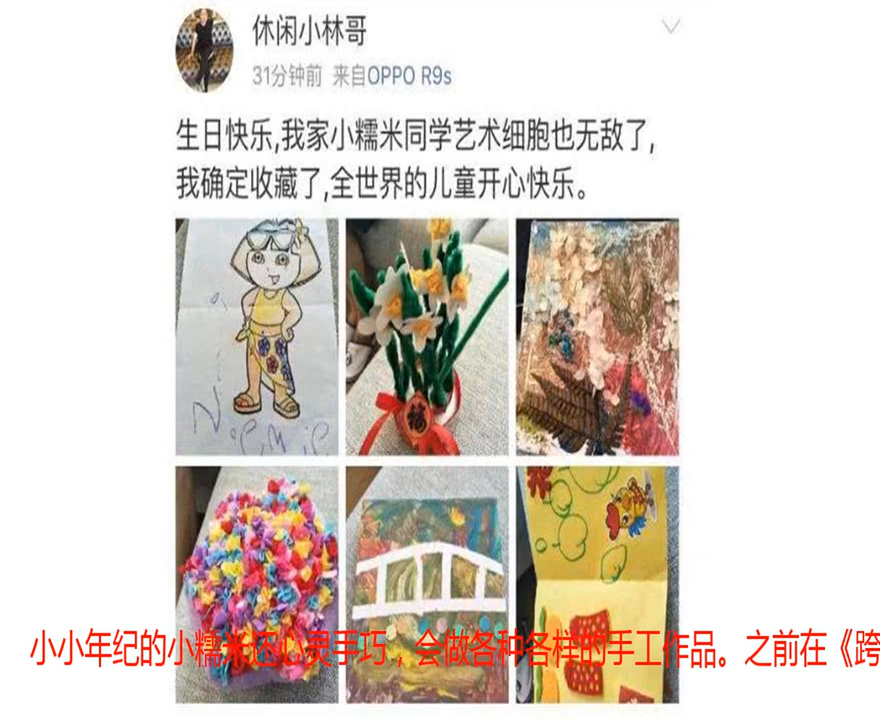 休闲小林哥
31分钟前 来自OPPO R9s
生日快乐,我家小糯米同学艺术细胞也无敌了,
我确定收藏了,全世界的儿童开心快乐。
福
小小年纪的小糯米还心灵手巧，会做各种各样的手工作品。之前在《跨